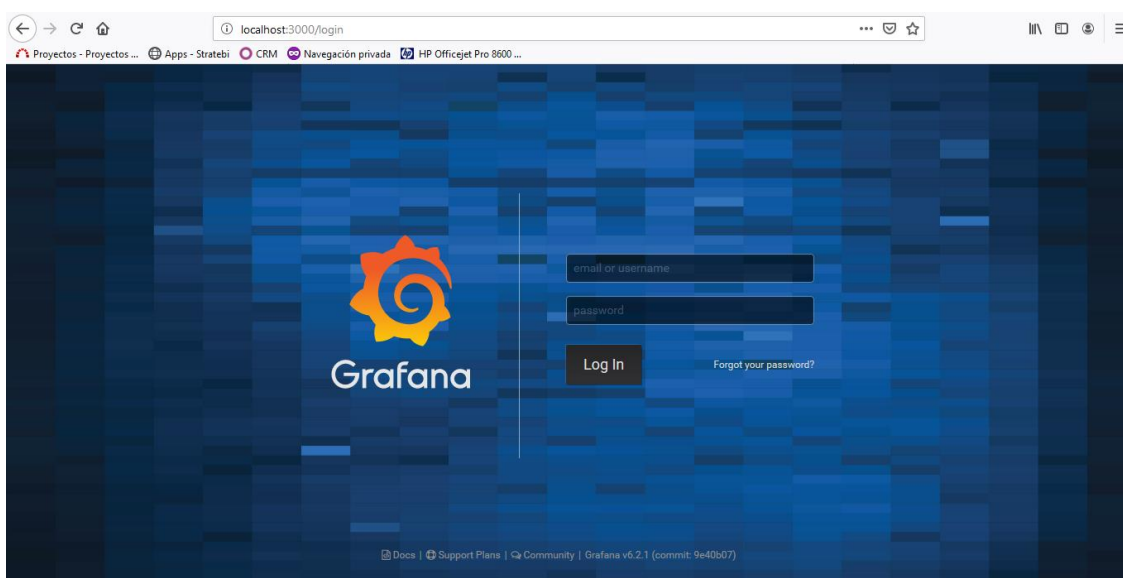 localhost:3000/login
Proyectos - Proyectos ... Apps - Stratebi CRM Navegación privada HP Officejet Pro 8600 ...
email or username
password
Log In Forgot your password?
Grafana
Docs | Support Plans | Community | Grafana v6.2.1 (commit: 9e40b07)